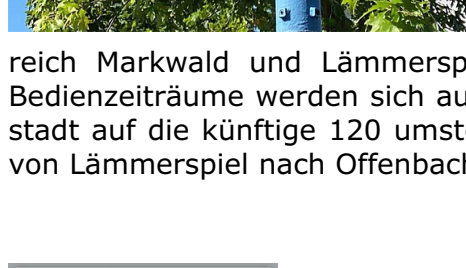 reich Markwald und Lämmersp
Bedienzeiträume werden sich au
stadt auf die künftige 120 umst
von Lämmerspiel nach Offenbach